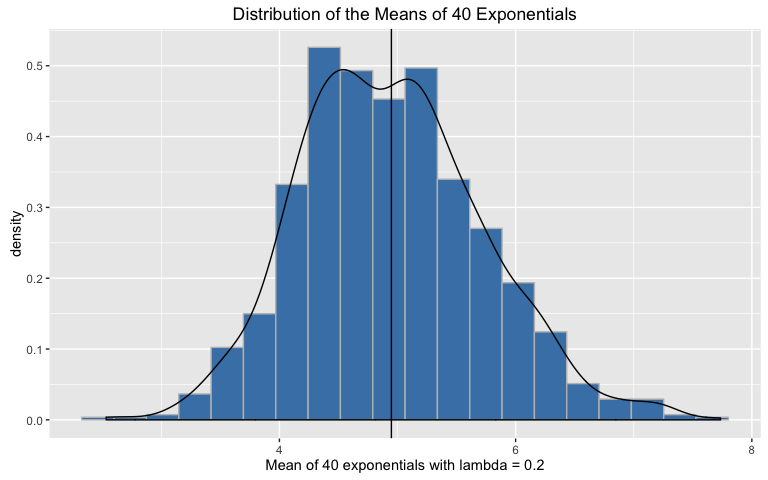 Distribution of the Means of 40 Exponentials
density
0.5
0.4
0.3
0.2
0.1
0.0
4 6 8
Mean of 40 exponentials with lambda = 0.2